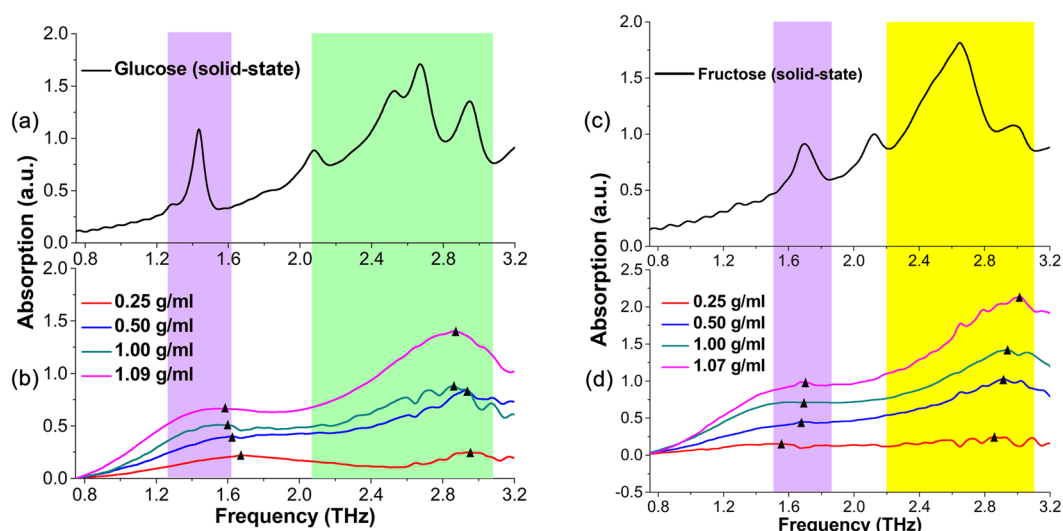 (a)
Absorption (a.u.)
2.0
1.5
1.0
0.5
0.0
Glucose (solid-state)
0.8 1.2 1.6 2.0 2.4 2.8 3.2
(b)
2.0
1.5
1.0
0.5
0.0
0.25 g/ml
0.50 g/ml
1.00 g/ml
1.09 g/ml
0.8 1.2 1.6 2.0 2.4 2.8 3.2
Frequency (THz)
(c)
Absorption (a.u.)
2.0
1.5
1.0
0.5
0.0
Fructose (solid-state)
0.8 1.2 1.6 2.0 2.4 2.8 3.2
(d)
2.5
2.0
1.5
1.0
0.5
0.0
-0.5
0.25 g/ml
0.50 g/ml
1.00 g/ml
1.07 g/ml
0.8 1.2 1.6 2.0 2.4 2.8 3.2
Frequency (THz)